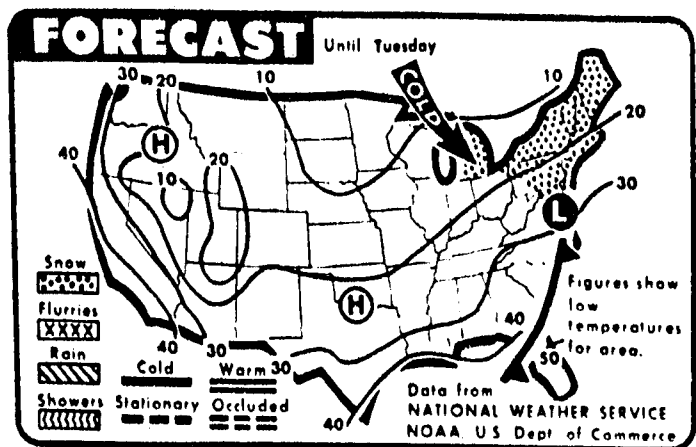 FORECAST
Until Tuesday
30 20
10
10
20
30
40
20
10
H
COLD
L
H
40
30
30
40
40
50
Snow
Flurries
Rain
Showers
Cold
Warm
Stationary
Occluded
Figures show
low
temperatures
for area.
Data from
NATIONAL WEATHER SERVICE
NOAA, U.S. Dept. of Commerce